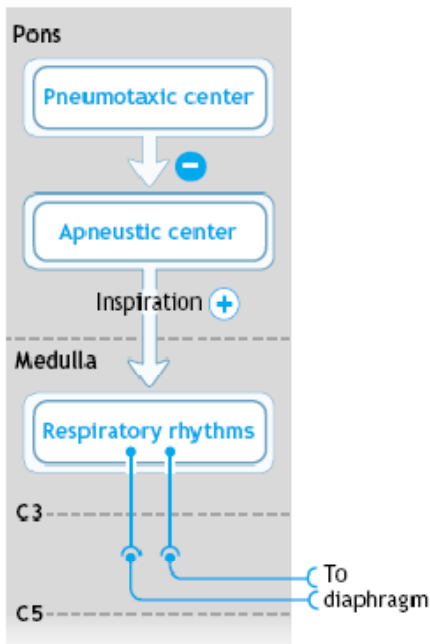 Pons
Pneumotaxic center
−
Apneustic center
Inspiration +
Medulla
Respiratory rhythms
C3
To
diaphragm
C5